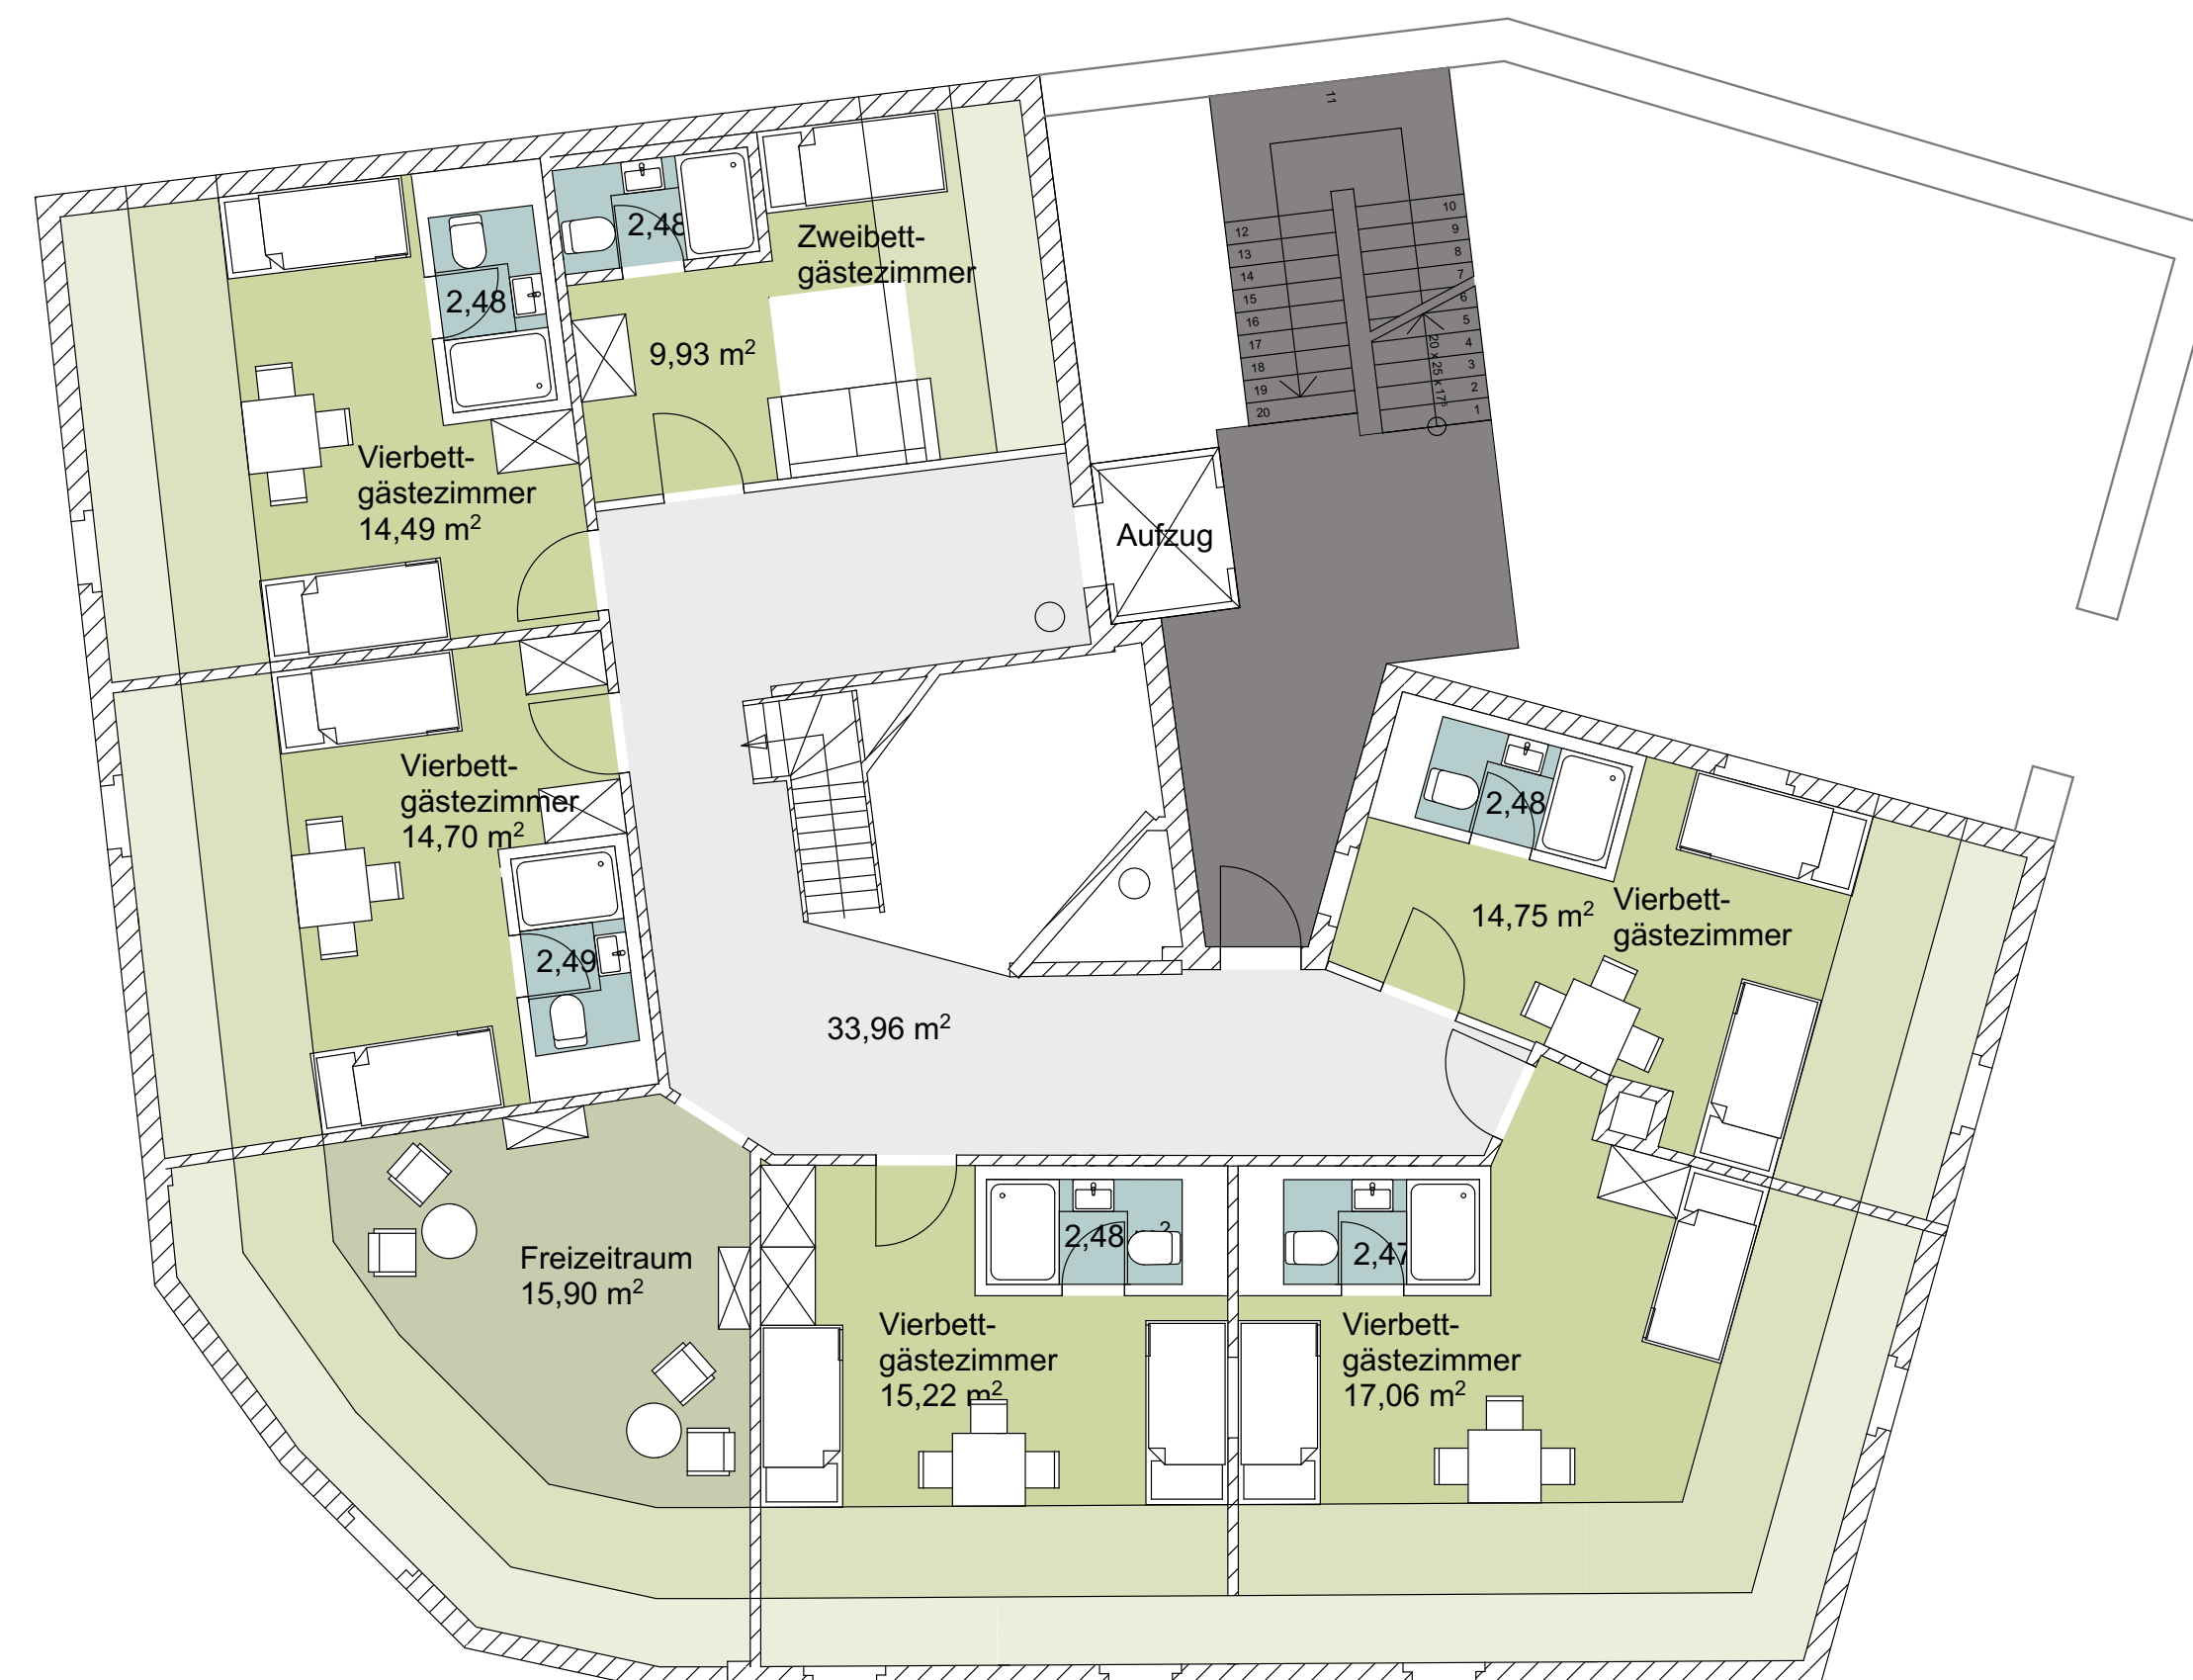 11
10
9
8
7
6
5
4
3
2
1
12
13
14
15
16
17
18
19
20
Zweibett-
gästezimmer
2,48
9,93 m²
2,48
Vierbett-
gästezimmer
14,49 m²
Aufzug
Vierbett-
gästezimmer
14,70 m²
2,49
2,48
14,75 m²
Vierbett-
gästezimmer
33,96 m²
Freizeitraum
15,90 m²
2,48
Vierbett-
gästezimmer
15,22 m²
2,47
Vierbett-
gästezimmer
17,06 m²